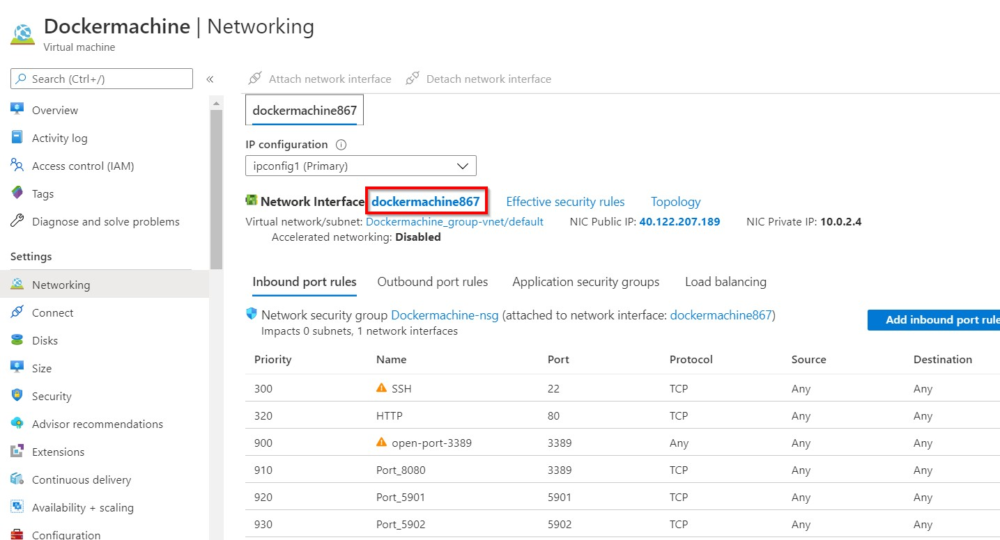 Dockermachine | Networking
Virtual machine
Search (Ctrl+/)
«
Overview
Activity log
Access control (IAM)
Tags
Diagnose and solve problems
Settings
Networking
Connect
Disks
Size
Security
Advisor recommendations
Extensions
Continuous delivery
Availability + scaling
Configuration
Attach network interface Detach network interface
dockermachine867
IP configuration
ipconfig1 (Primary)
Network Interface dockermachine867 Effective security rules Topology
Virtual network/subnet: Dockermachine_group-vnet/default NIC Public IP: 40.122.207.189 NIC Private IP: 10.0.2.4
Accelerated networking: Disabled
Inbound port rules Outbound port rules Application security groups Load balancing
Network security group Dockermachine-nsg (attached to network interface: dockermachine867)
Impacts 0 subnets, 1 network interfaces
Add inbound port rule
Priority Name Port Protocol Source Destination
300 SSH 22 TCP Any Any
320 HTTP 80 TCP Any Any
900 open-port-3389 3389 Any Any Any
910 Port_8080 3389 TCP Any Any
920 Port_5901 5901 TCP Any Any
930 Port_5902 5902 TCP Any Any